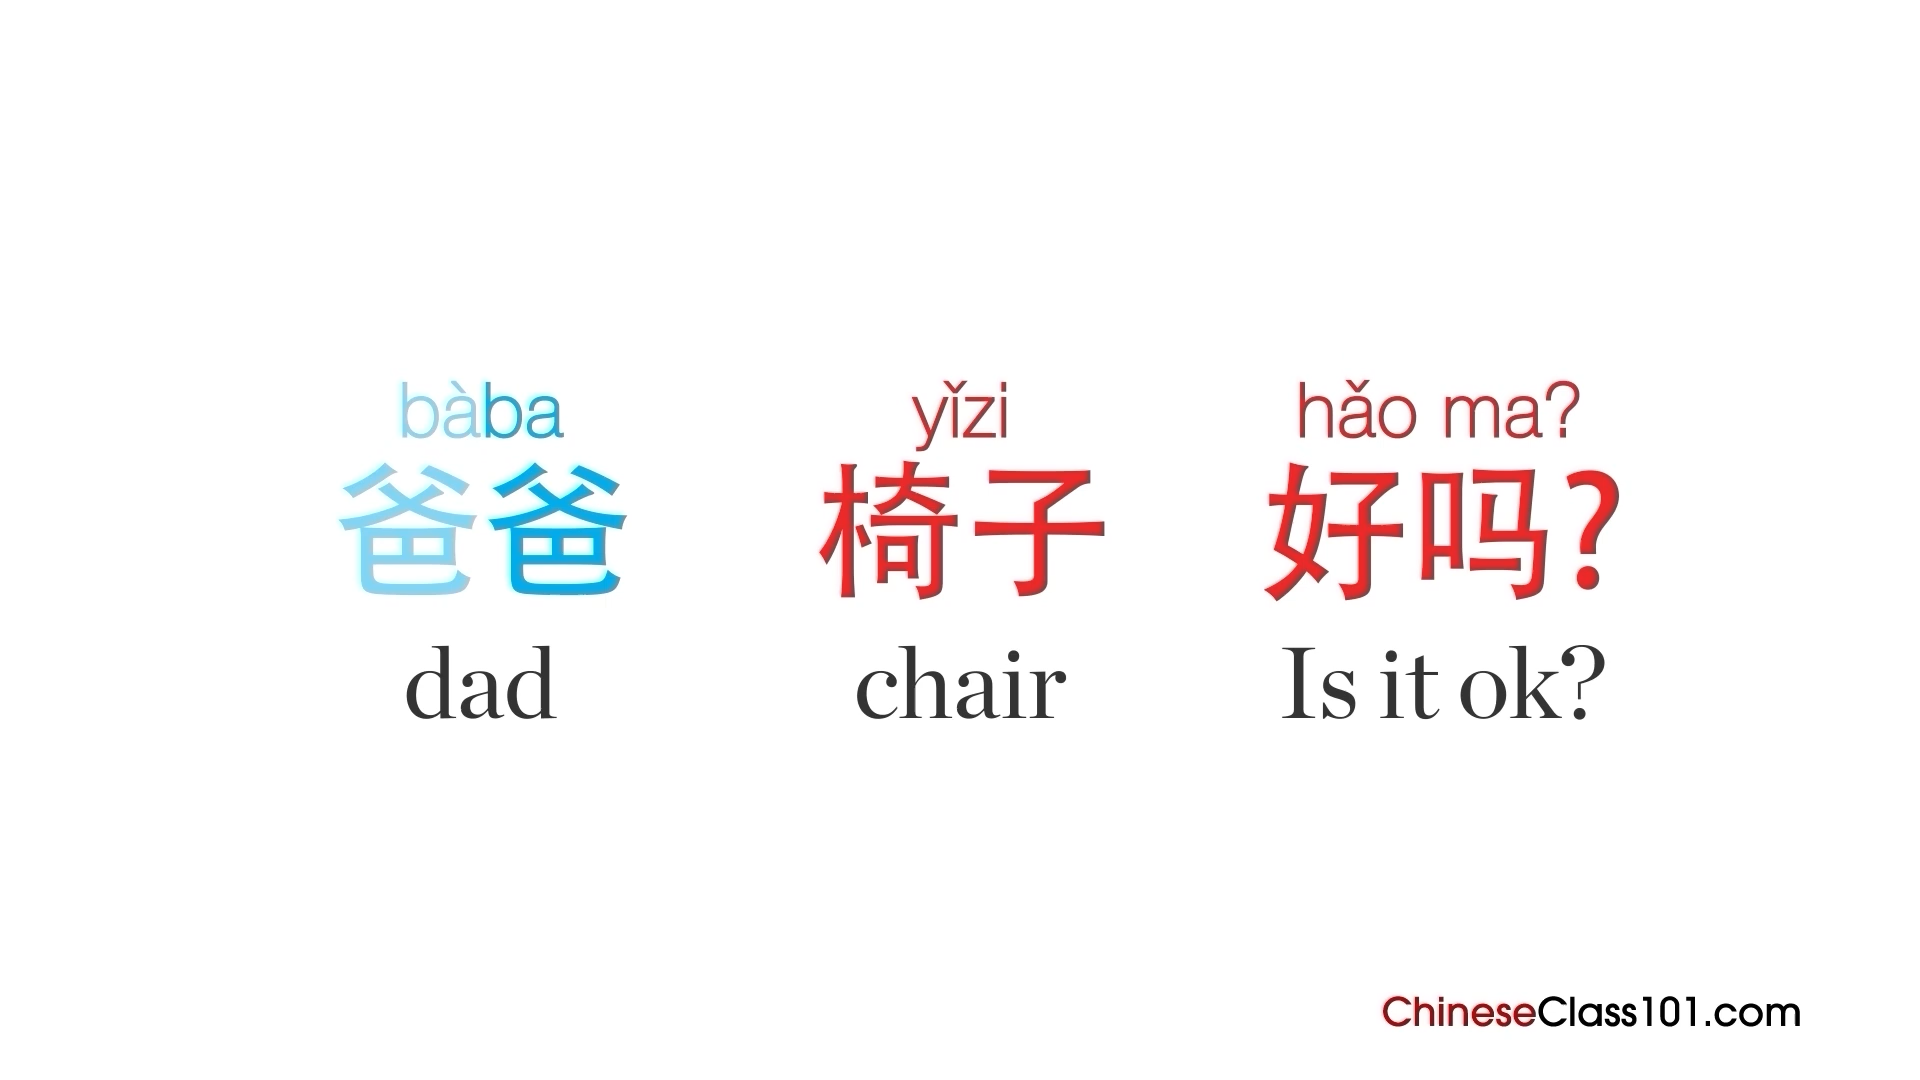 bàba yǐzi hǎo ma?
爸爸 椅子 好吗?
dad chair Is it ok?
ChineseClass101.com